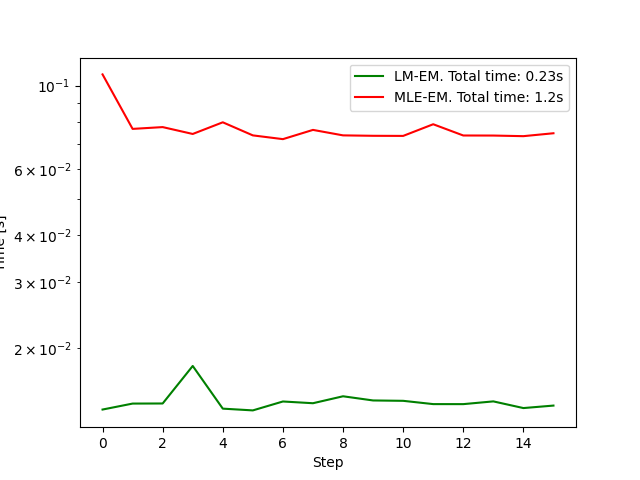 LM-EM. Total time: 0.23s
MLE-EM. Total time: 1.2s
10⁻¹
6 × 10⁻²
4 × 10⁻²
3 × 10⁻²
2 × 10⁻²
[s]
0 2 4 6 8 10 12 14
Step